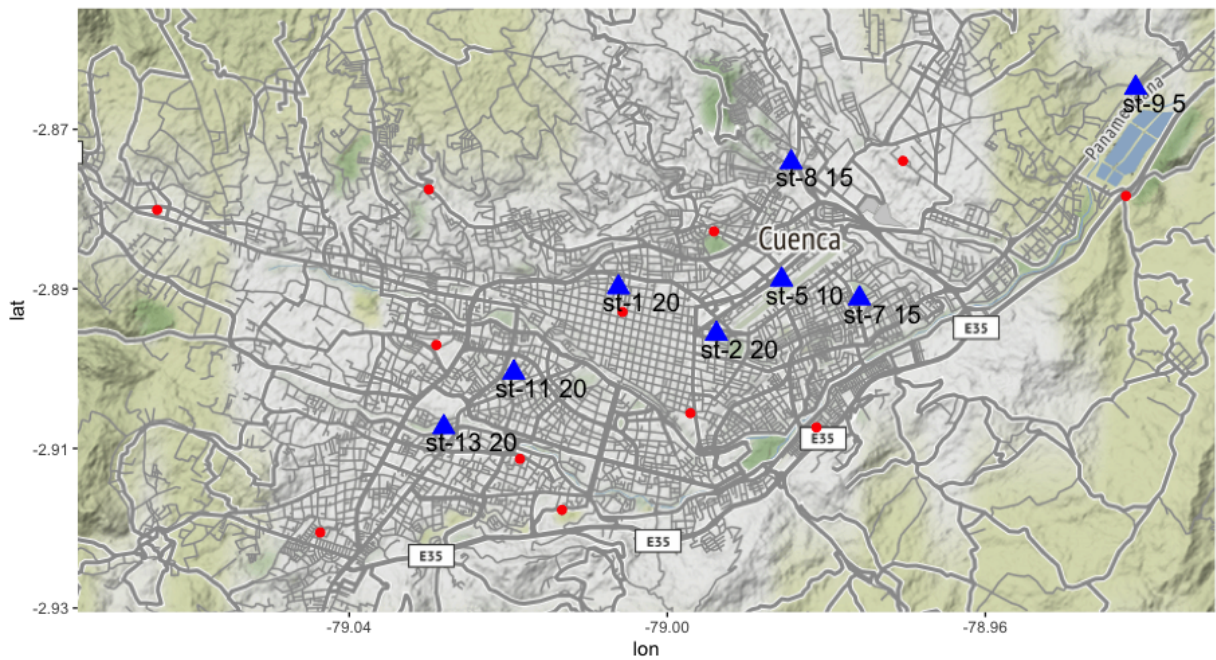 st-9 5
Panamericana
-2.87
st-8 15
Cuenca
-2.89
st-1 20
st-5 10
st-7 15
E35
st-2 20
lat
st-11 20
E35
st-13 20
-2.91
E35
E35
-2.93
-79.04
-79.00
-78.96
lon